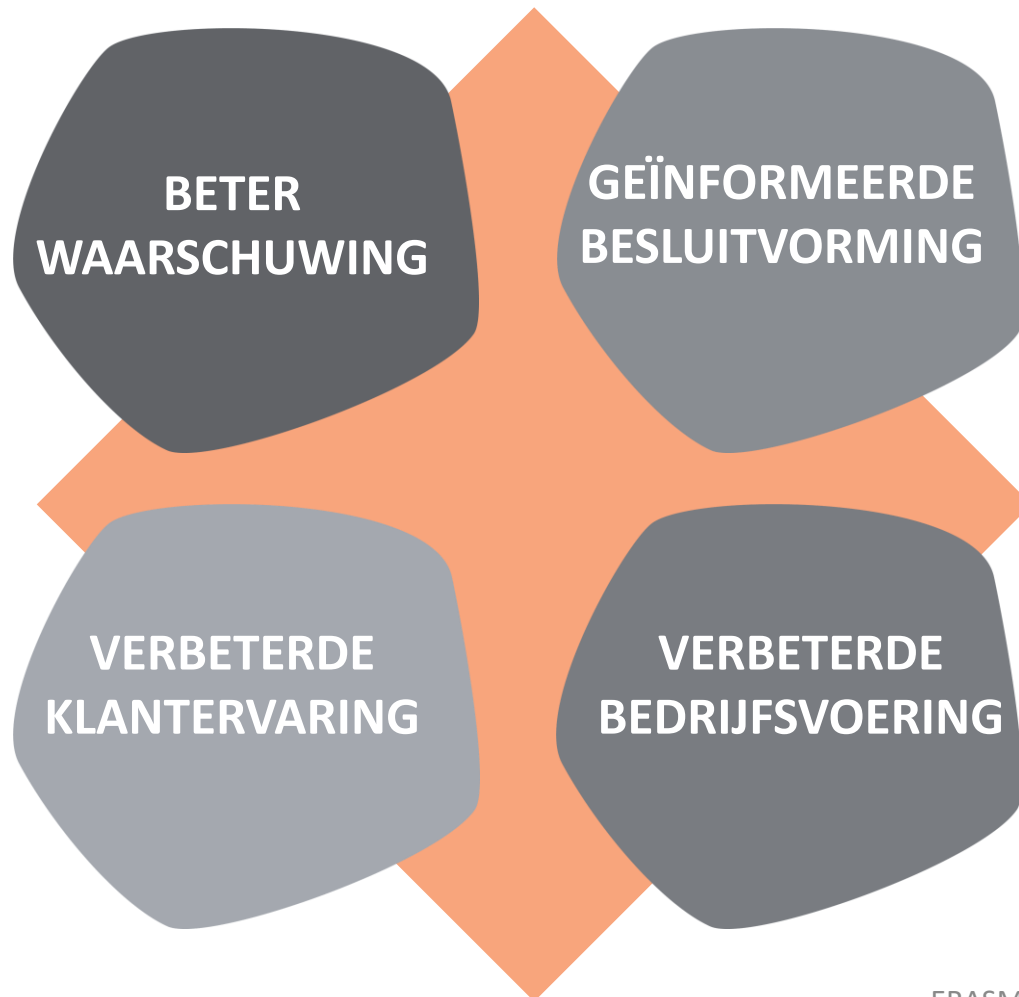 BETER
WAARSCHUWING
GEÏNFORMEERDE
BESLUITVORMING
VERBETERDE
KLANTERVARING
VERBETERDE
BEDRIJFSVOERING